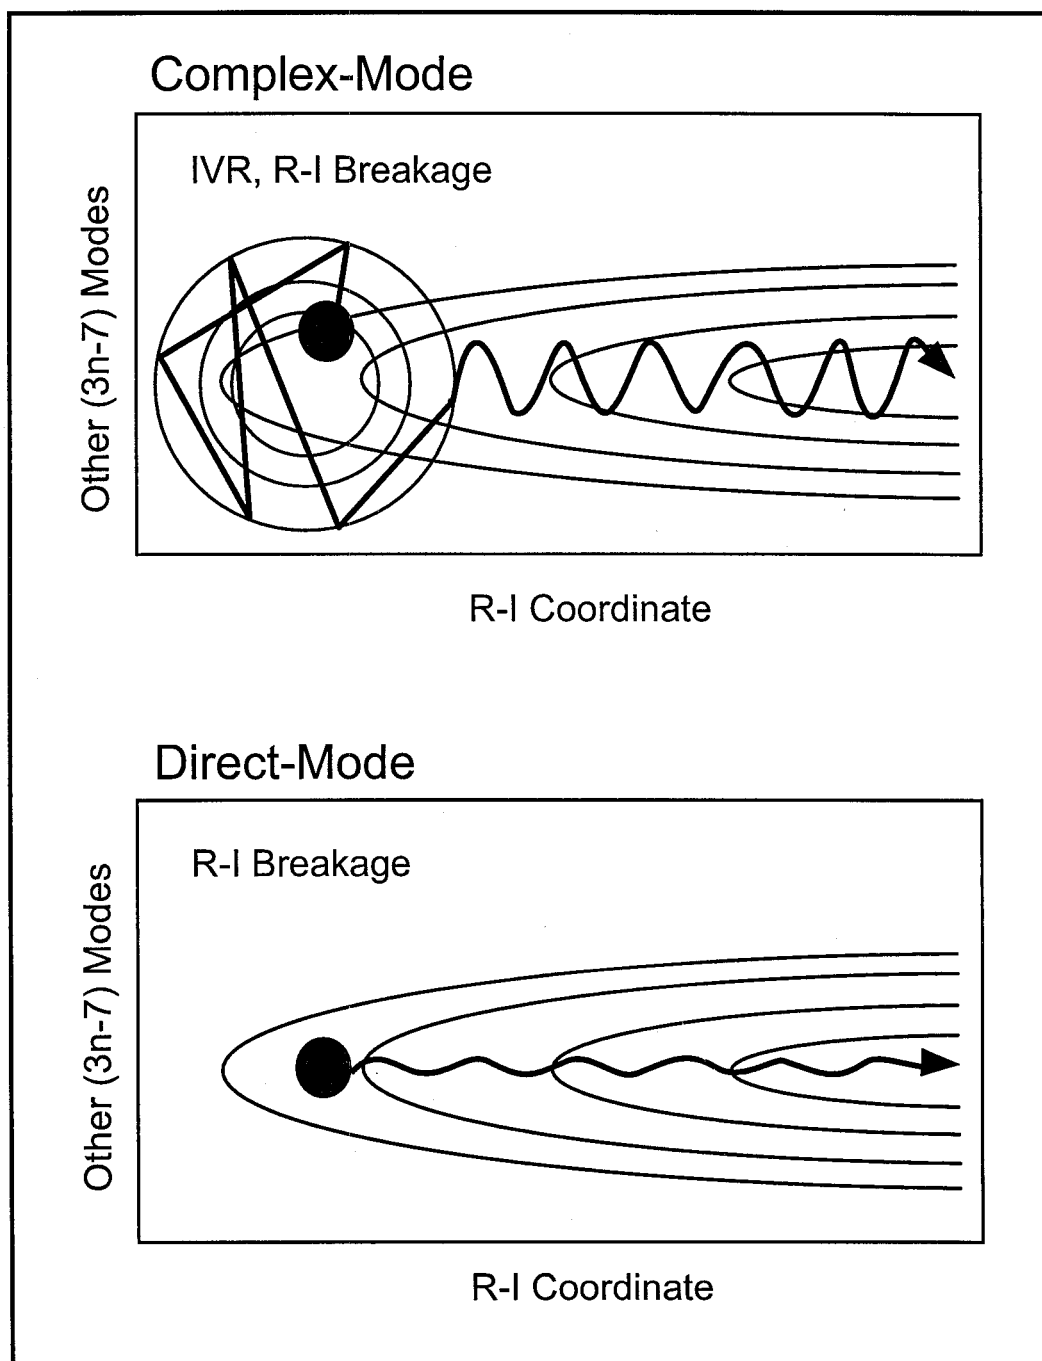 Complex-Mode
IVR, R-I Breakage
Other (3n-7) Modes
R-I Coordinate
Direct-Mode
R-I Breakage
Other (3n-7) Modes
R-I Coordinate